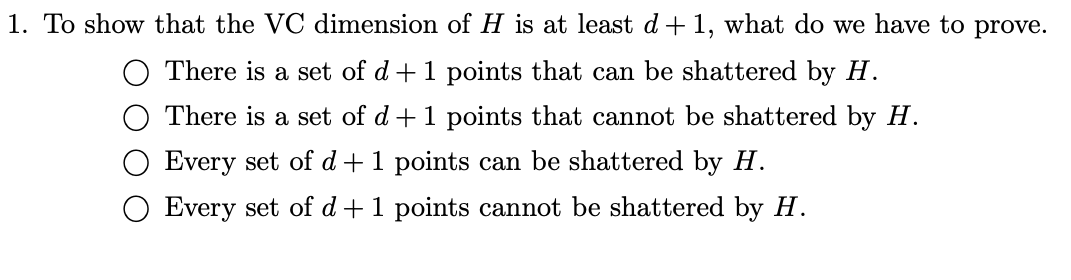 1. To show that the VC dimension of H is at least d + 1, what do we have to prove.
There is a set of d + 1 points that can be shattered by H.
There is a set of d + 1 points that cannot be shattered by H.
Every set of d + 1 points can be shattered by H.
Every set of d + 1 points cannot be shattered by H.